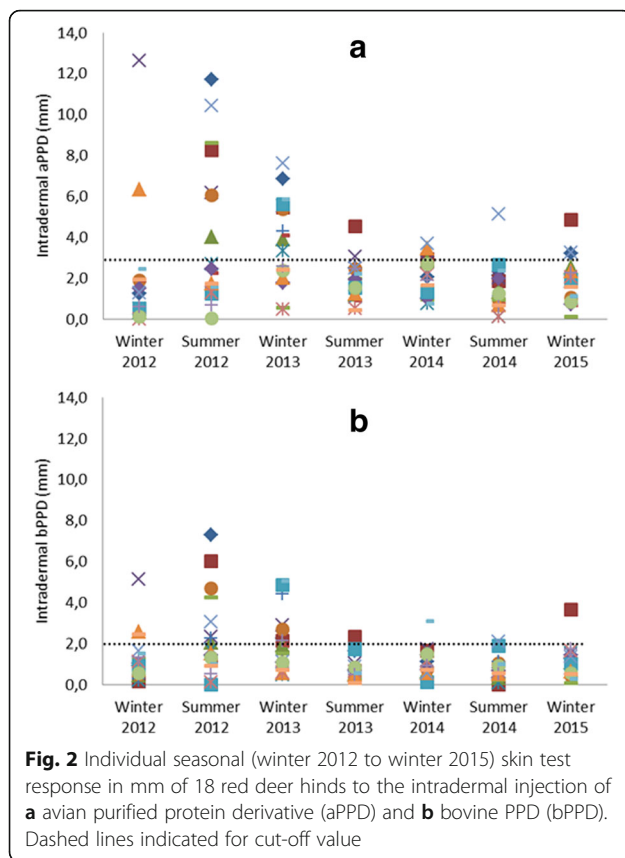 a
Intradermal aPPD (mm)
14,0
12,0
10,0
8,0
6,0
4,0
2,0
0,0
Winter Summer Winter Summer Winter Summer Winter
2012 2012 2013 2013 2014 2014 2015
b
Intradermal bPPD (mm)
14,0
12,0
10,0
8,0
6,0
4,0
2,0
0,0
Winter Summer Winter Summer Winter Summer Winter
2012 2012 2013 2013 2014 2014 2015
Fig. 2 Individual seasonal (winter 2012 to winter 2015) skin test
response in mm of 18 red deer hinds to the intradermal injection of
a avian purified protein derivative (aPPD) and b bovine PPD (bPPD).
Dashed lines indicated for cut-off value